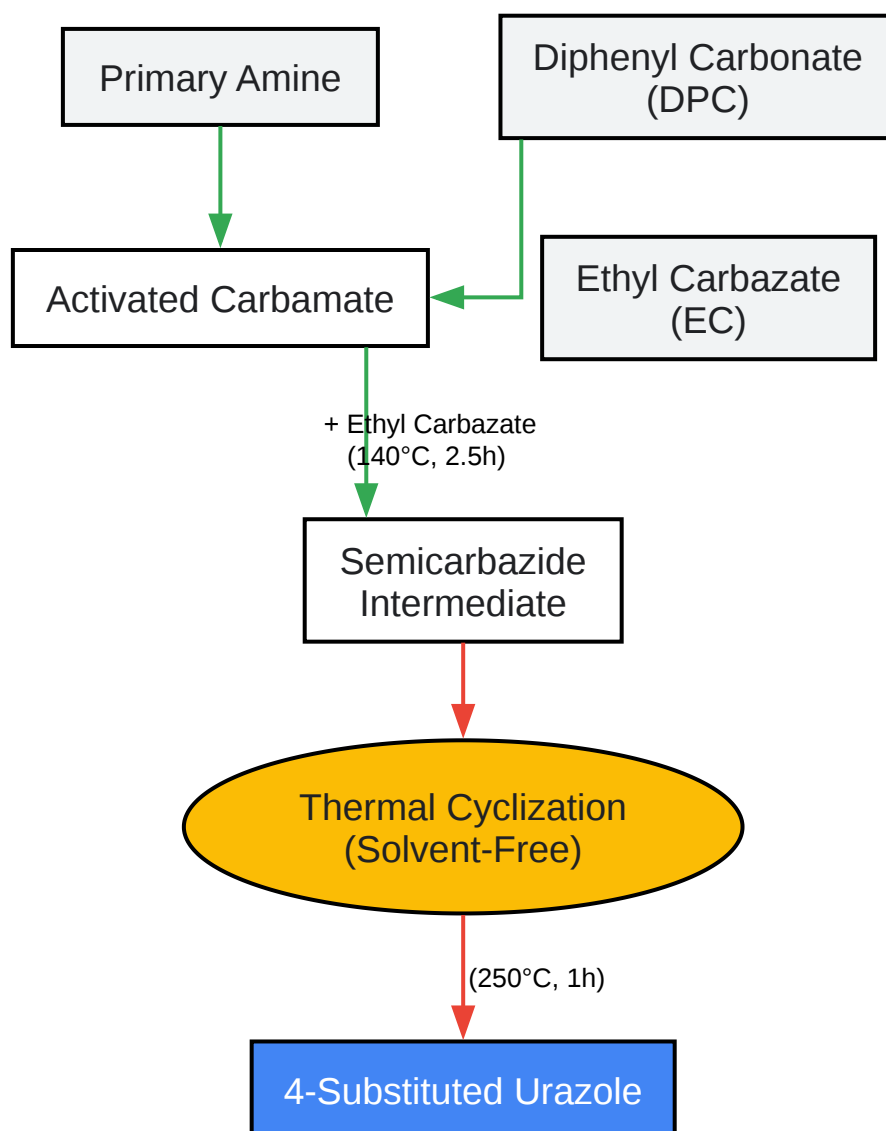 Primary Amine
Diphenyl Carbonate
(DPC)
Activated Carbamate
Ethyl Carbazate
(EC)
+ Ethyl Carbazate
(140°C, 2.5h)
Semicarbazide
Intermediate
Thermal Cyclization
(Solvent-Free)
(250°C, 1h)
4-Substituted Urazole